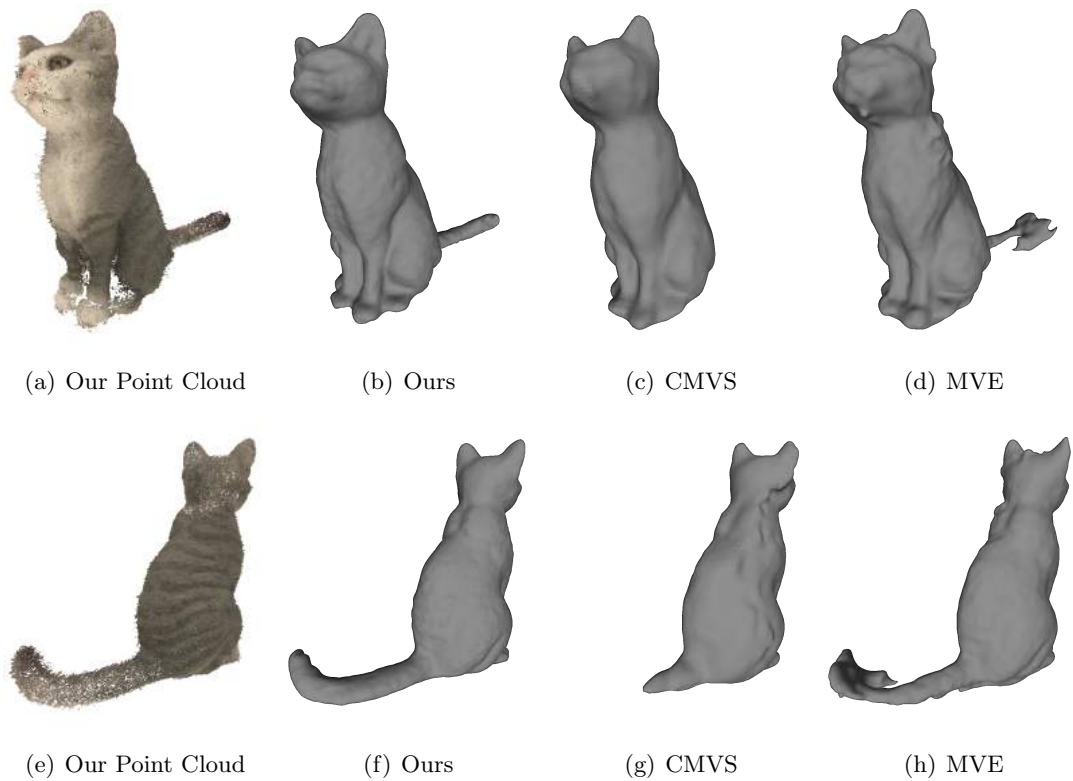 (a) Our Point Cloud
(b) Ours
(c) CMVS
(d) MVE
(e) Our Point Cloud
(f) Ours
(g) CMVS
(h) MVE